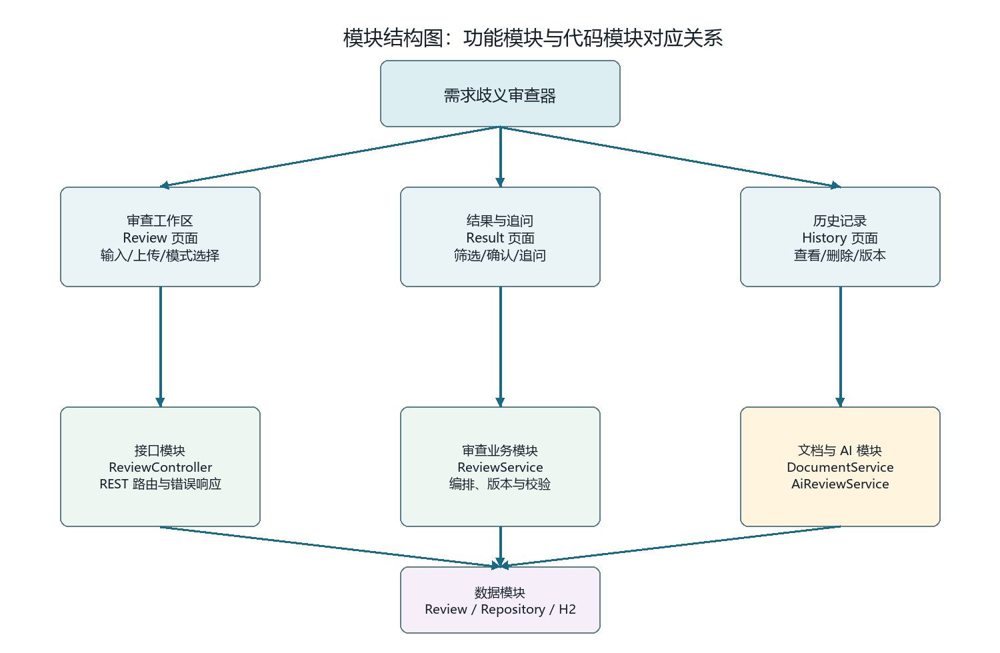 模块结构图：功能模块与代码模块对应关系
需求歧义审查器
审查工作区
Review 页面
输入/上传/模式选择
结果与追问
Result 页面
筛选/确认/追问
历史记录
History 页面
查看/删除/版本
接口模块
ReviewController
REST 路由与错误响应
审查业务模块
ReviewService
编排、版本与校验
文档与 AI 模块
DocumentService
AiReviewService
数据模块
Review / Repository / H2